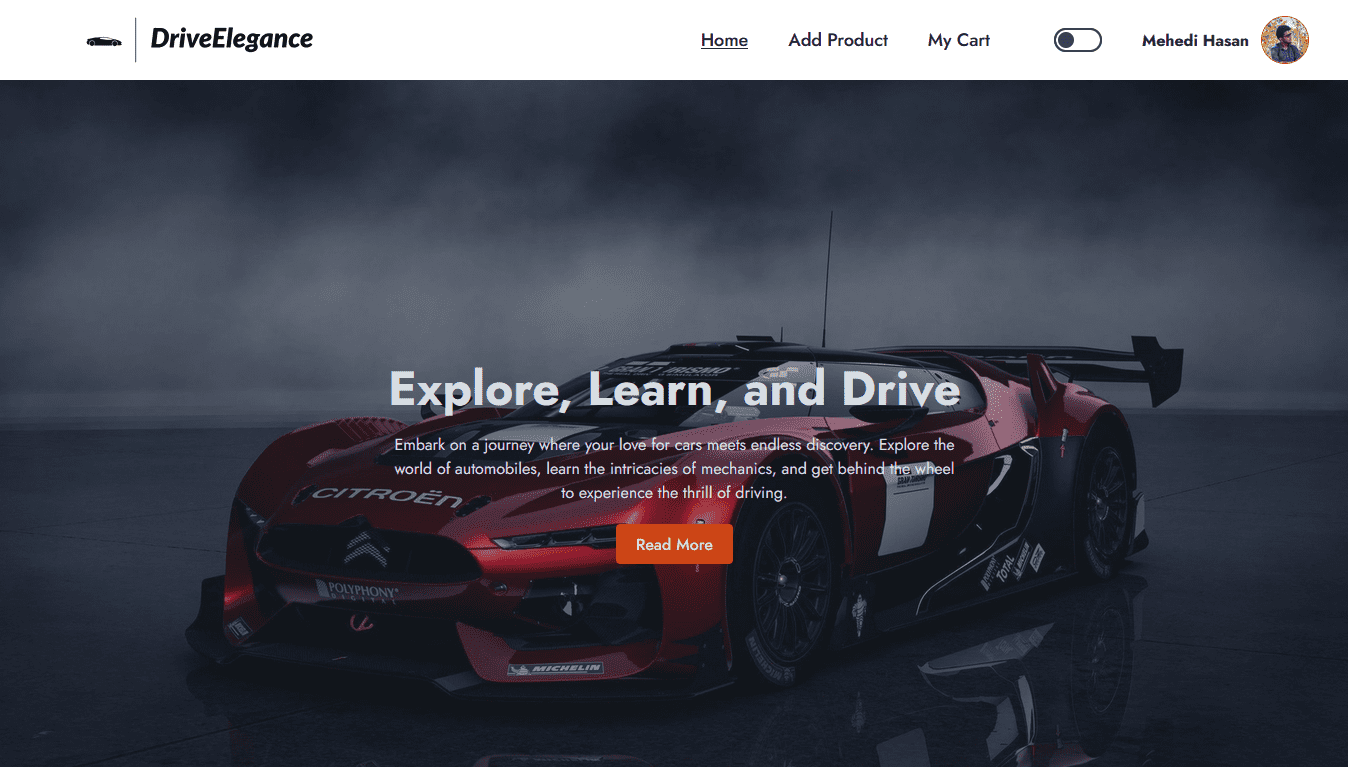 DriveElegance
Home
Add Product
My Cart
Mehedi Hasan
Explore, Learn, and Drive
Embark on a journey where your love for cars meets endless discovery. Explore the
world of automobiles, learn the intricacies of mechanics, and get behind the wheel
to experience the thrill of driving.
Read More
CITROËN
POLYPHONY
DIGITAL
MICHELIN
TOTAL